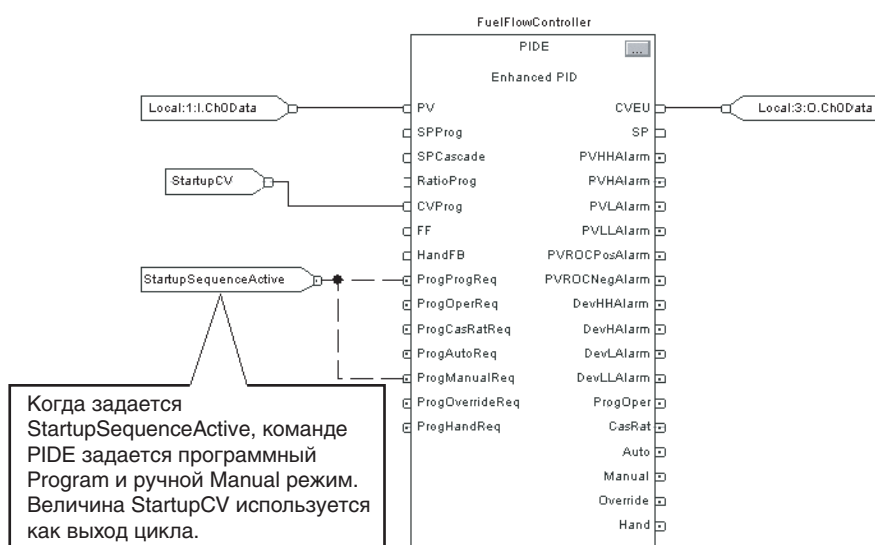 FuelFlowController
PIDE
...
Enhanced PID
Local:1:I.Ch0Data
PV
CVEU
Local:3:O.Ch0Data
SPProg
SP
SPCascade
PVHHAlarm
StartupCV
RatioProg
PVHAlarm
CVProg
PVLAlarm
FF
PVLLAlarm
HandFB
PVROCPosAlarm
StartupSequenceActive
ProgProgReq
PVROCNegAlarm
ProgOperReq
DevHHAlarm
ProgCasRatReq
DevHAlarm
ProgAutoReq
DevLAlarm
ProgManualReq
DevLLAlarm
ProgOverrideReq
ProgOper
ProgHandReq
CasRat
Auto
Manual
Override
Hand
Когда задается
StartupSequenceActive, команде
PIDE задается программный
Program и ручной Manual режим.
Величина StartupCV используется
как выход цикла.